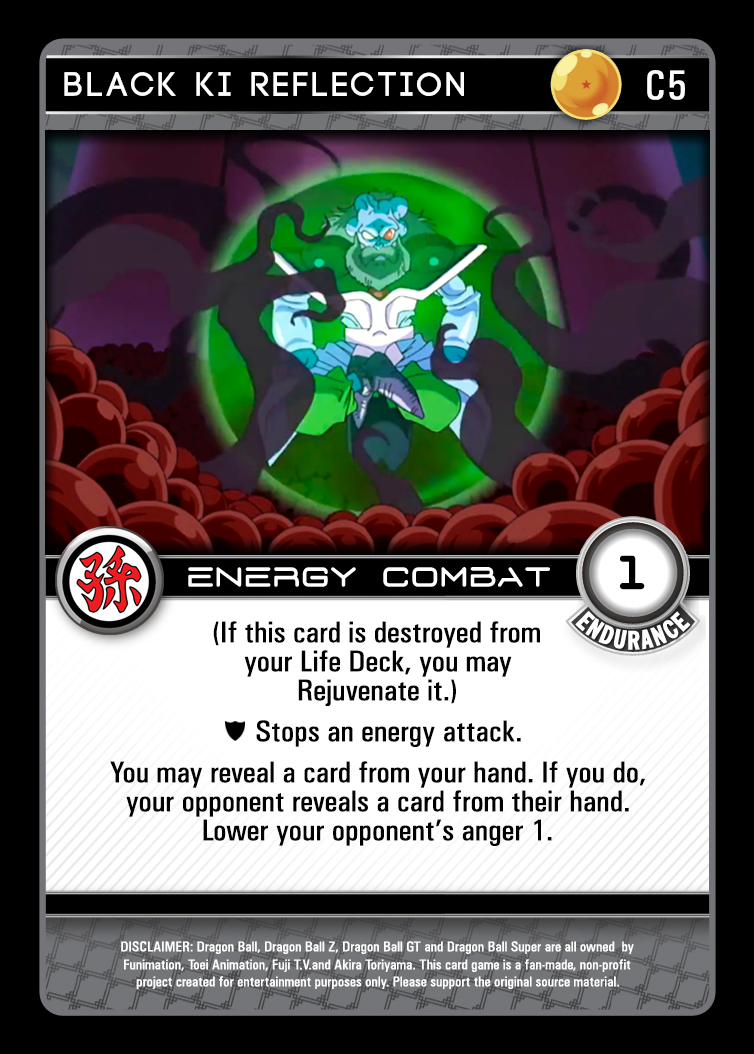 BLACK KI REFLECTION C5
孫
ENERGY COMBAT
1
ENDURANCE
(If this card is destroyed from
your Life Deck, you may
Rejuvenate it.)
Stops an energy attack.
You may reveal a card from your hand. If you do,
your opponent reveals a card from their hand.
Lower your opponent's anger 1.
DISCLAIMER: Dragon Ball, Dragon Ball Z, Dragon Ball GT and Dragon Ball Super are all owned by
Funimation, Toei Animation, Fuji T.V.and Akira Toriyama. This card game is a fan-made, non-profit
project created for entertainment purposes only. Please support the original source material.